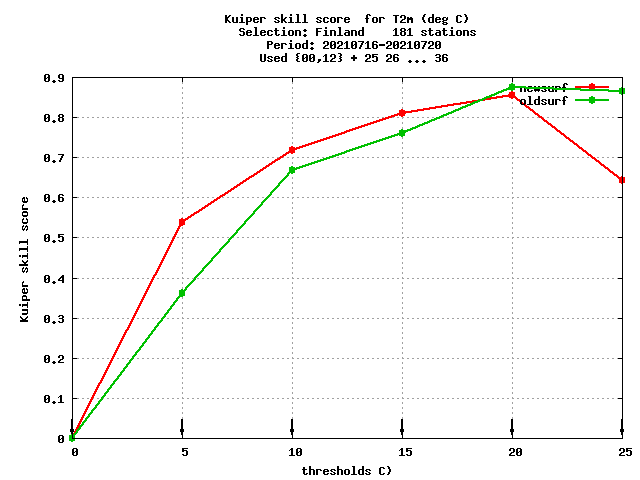 Kuiper skill score  for T2m (deg C)
Selection: Finland    181 stations
Period: 20210716-20210720
Used {00,12} + 25 26 ... 36
0.9
0.8
0.7
0.6
0.5
0.4
0.3
0.2
0.1
0
Kuiper skill score
newsurf
oldsurf
0 5 10 15 20 25
thresholds C)